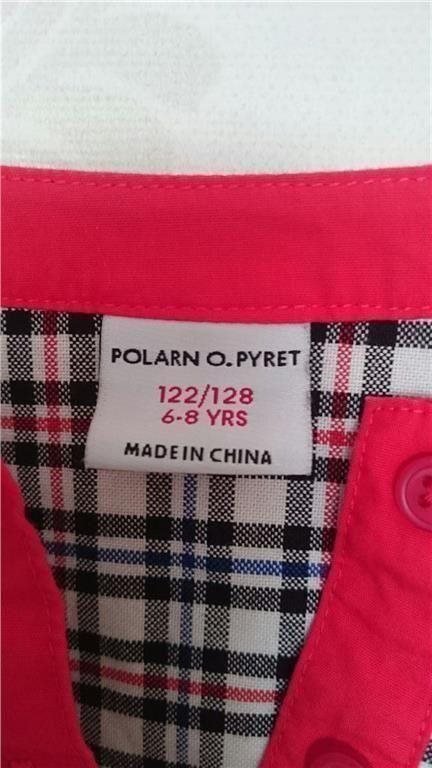 POLARN O. PYRET
122/128
6-8 YRS
MADE IN CHINA